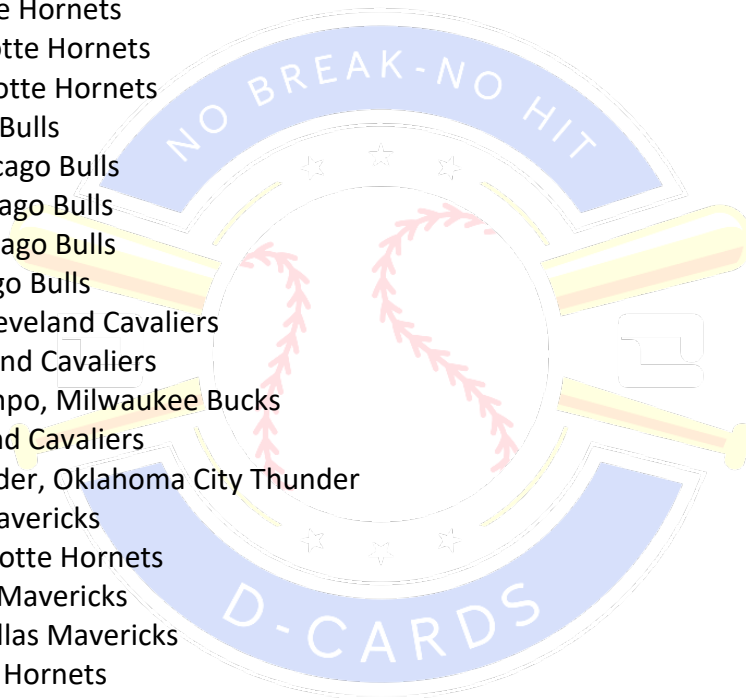 e Hornets
otte Hornets
otte Hornets
Bulls
cago Bulls
ago Bulls
ago Bulls
go Bulls
eveland Cavaliers
and Cavaliers
npo, Milwaukee Bucks
nd Cavaliers
der, Oklahoma City Thunder
avericks
otte Hornets
Mavericks
llas Mavericks
Hornets
NO BREAK-NO HIT
D-CARDS